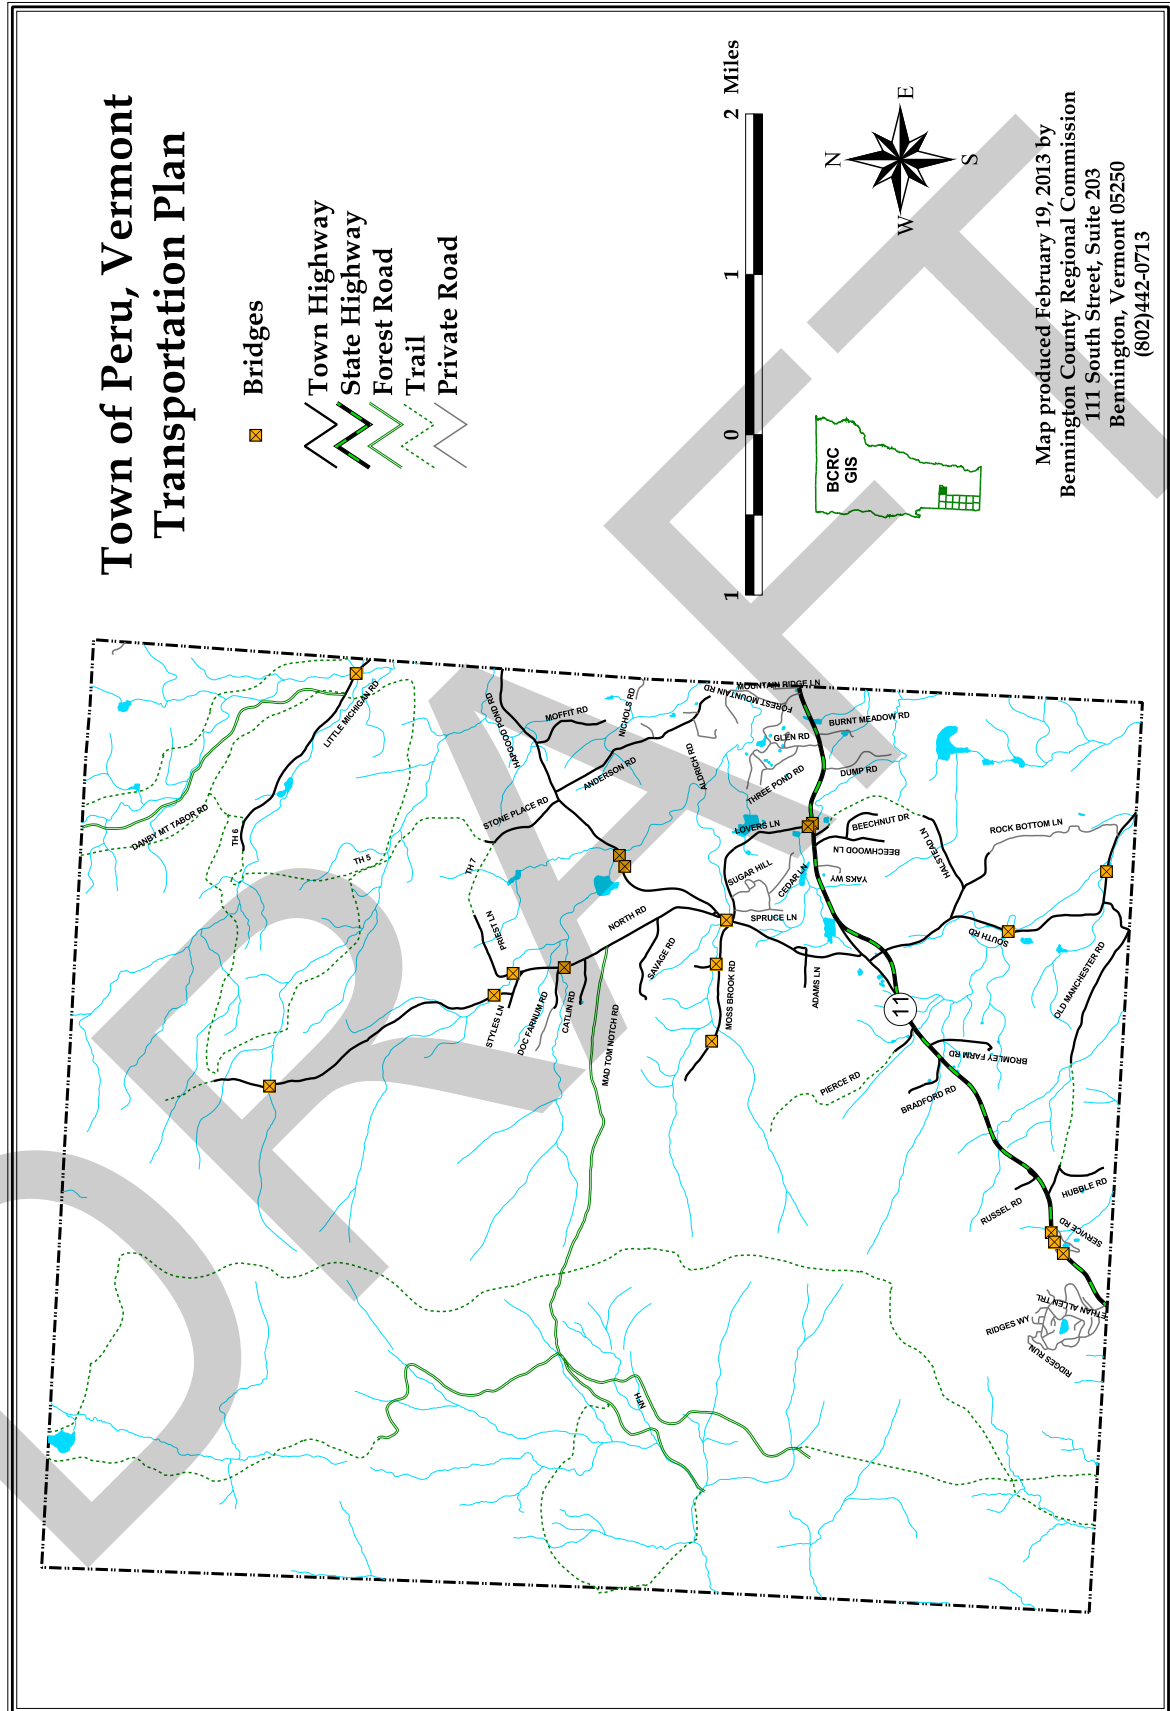 Town of Peru, Vermont
Transportation Plan
Bridges
Town Highway
State Highway
Forest Road
Trail
Private Road
1 0 1 2 Miles
N
E
S
W
BCRC
GIS
Map produced February 19, 2013 by
Bennington County Regional Commission
111 South Street, Suite 203
Bennington, Vermont 05250
(802)442-0713
DRAFT
DANBY MT TABOR RD
LITTLE MICHIGAN RD
TH 6
TH 5
TH 7
HAPGOOD POND RD
MOFFIT RD
NICHOLS RD
ANDERSON RD
STONE PLACE RD
ALDRICH RD
FOREST MOUNTAIN RD
MOUNTAIN RIDGE LN
BURNT MEADOW RD
GLEN RD
THREE POND RD
DUMP RD
LOVERS LN
BEECHNUT DR
BEECHWOOD LN
HALSTEAD LN
ROCK BOTTOM LN
SUGAR HILL
CEDAR LN
YAKS WY
SPRUCE LN
PRIEST LN
NORTH RD
SAVAGE RD
STYLES LN
DOC FARNUM RD
CATLIN RD
MAD TOM NOTCH RD
MOSS BROOK RD
ADAMS LN
SOUTH RD
OLD MANCHESTER RD
11
BROMLEY FARM RD
PIERCE RD
BRADFORD RD
RUSSEL RD
HUBBLE RD
SERVICE RD
ETHAN ALLEN TRL
RIDGES WY
RIDGES RUN
NFH